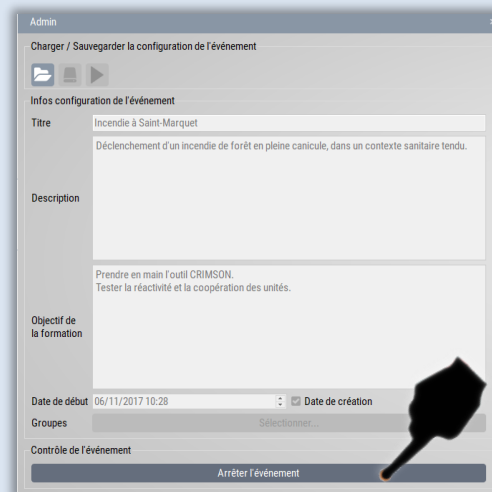 Admin
Charger / Sauvegarder la configuration de l'événement
Infos configuration de l'événement
Titre
Incendie à Saint-Marquet
Description
Déclenchement d'un incendie de forêt en pleine canicule, dans un contexte sanitaire tendu.
Objectif de
la formation
Prendre en main l'outil CRIMSON.
Tester la réactivité et la coopération des unités.
Date de début 06/11/2017 10:28 Date de création
Groupes Sélectionner...
Contrôle de l'événement
Arrêter l'événement